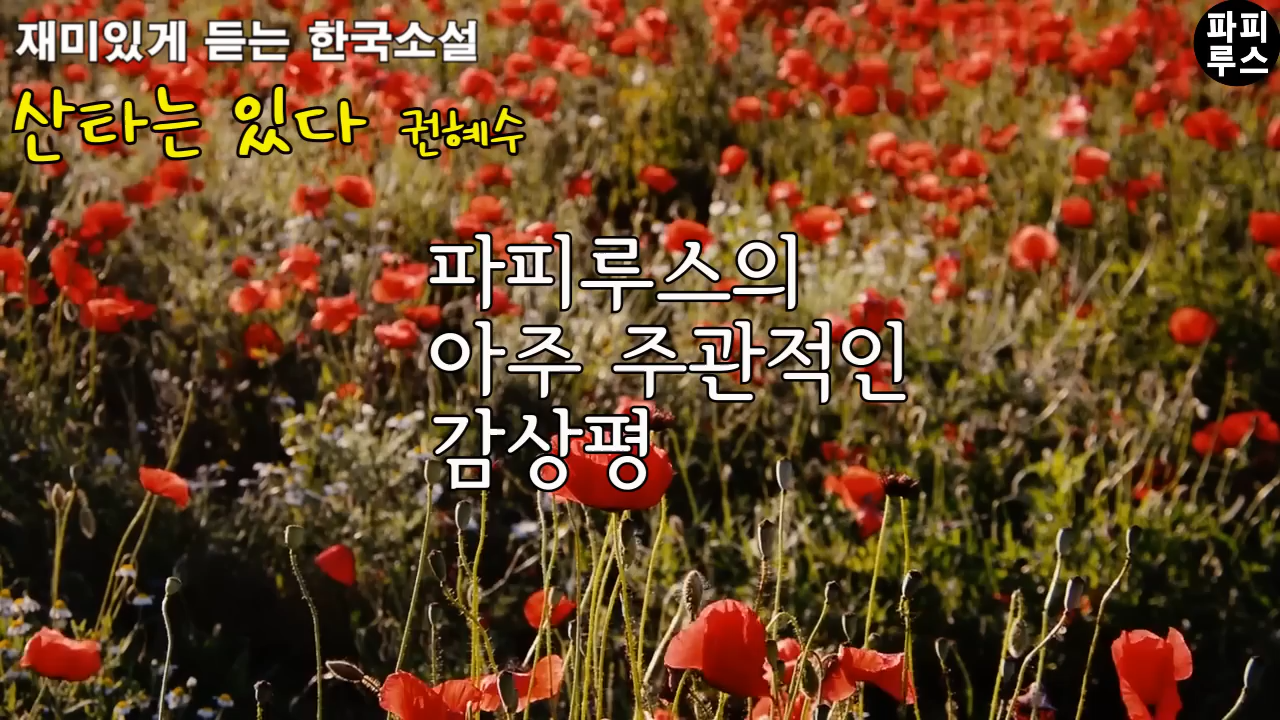 재미있게 듣는 한국소설
파피
루스
산타는 있다 권혜수
파피루스의
아주 주관적인
감상평